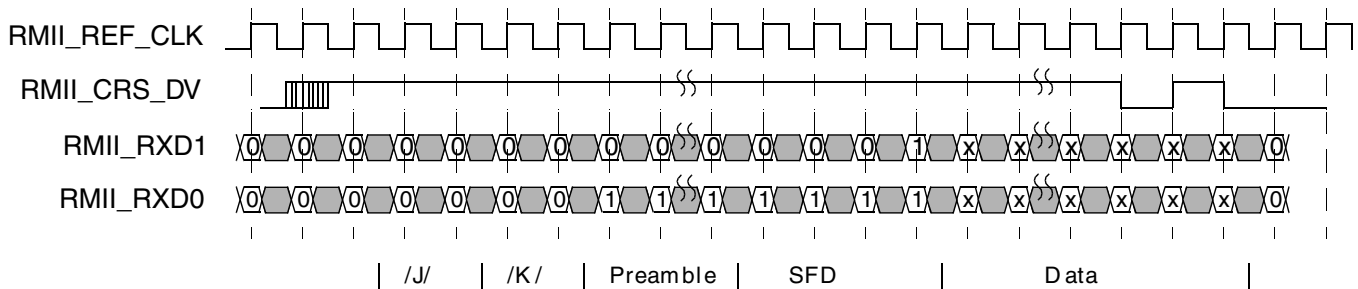 RMII_REF_CLK
RMII_CRS_DV
RMII_RXD1 0 0 0 0 0 0 0 0 0 0 0 0 0 1 x x x x x x 0
RMII_RXD0 0 0 0 0 0 0 0 1 1 1 1 1 1 1 x x x x x x 0
/J/ /K/ Preamble SFD Data